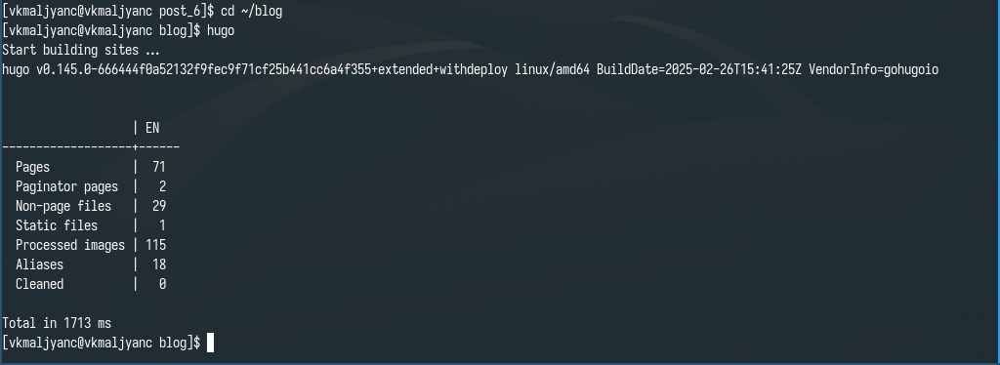 [vkmaljyanc@vkmaljyanc post_6]$ cd ~/blog
[vkmaljyanc@vkmaljyanc blog]$ hugo
Start building sites …
hugo v0.145.0-666444f0a52132f9fec9f71cf25b441cc6a4f355+extended+withdeploy linux/amd64 BuildDate=2025-02-26T15:41:25Z VendorInfo=gohugoio
                   | EN
-------------------+------
  Pages            |  71
  Paginator pages  |   2
  Non-page files   |  29
  Static files     |   1
  Processed images | 115
  Aliases          |  18
  Cleaned          |   0
Total in 1713 ms
[vkmaljyanc@vkmaljyanc blog]$